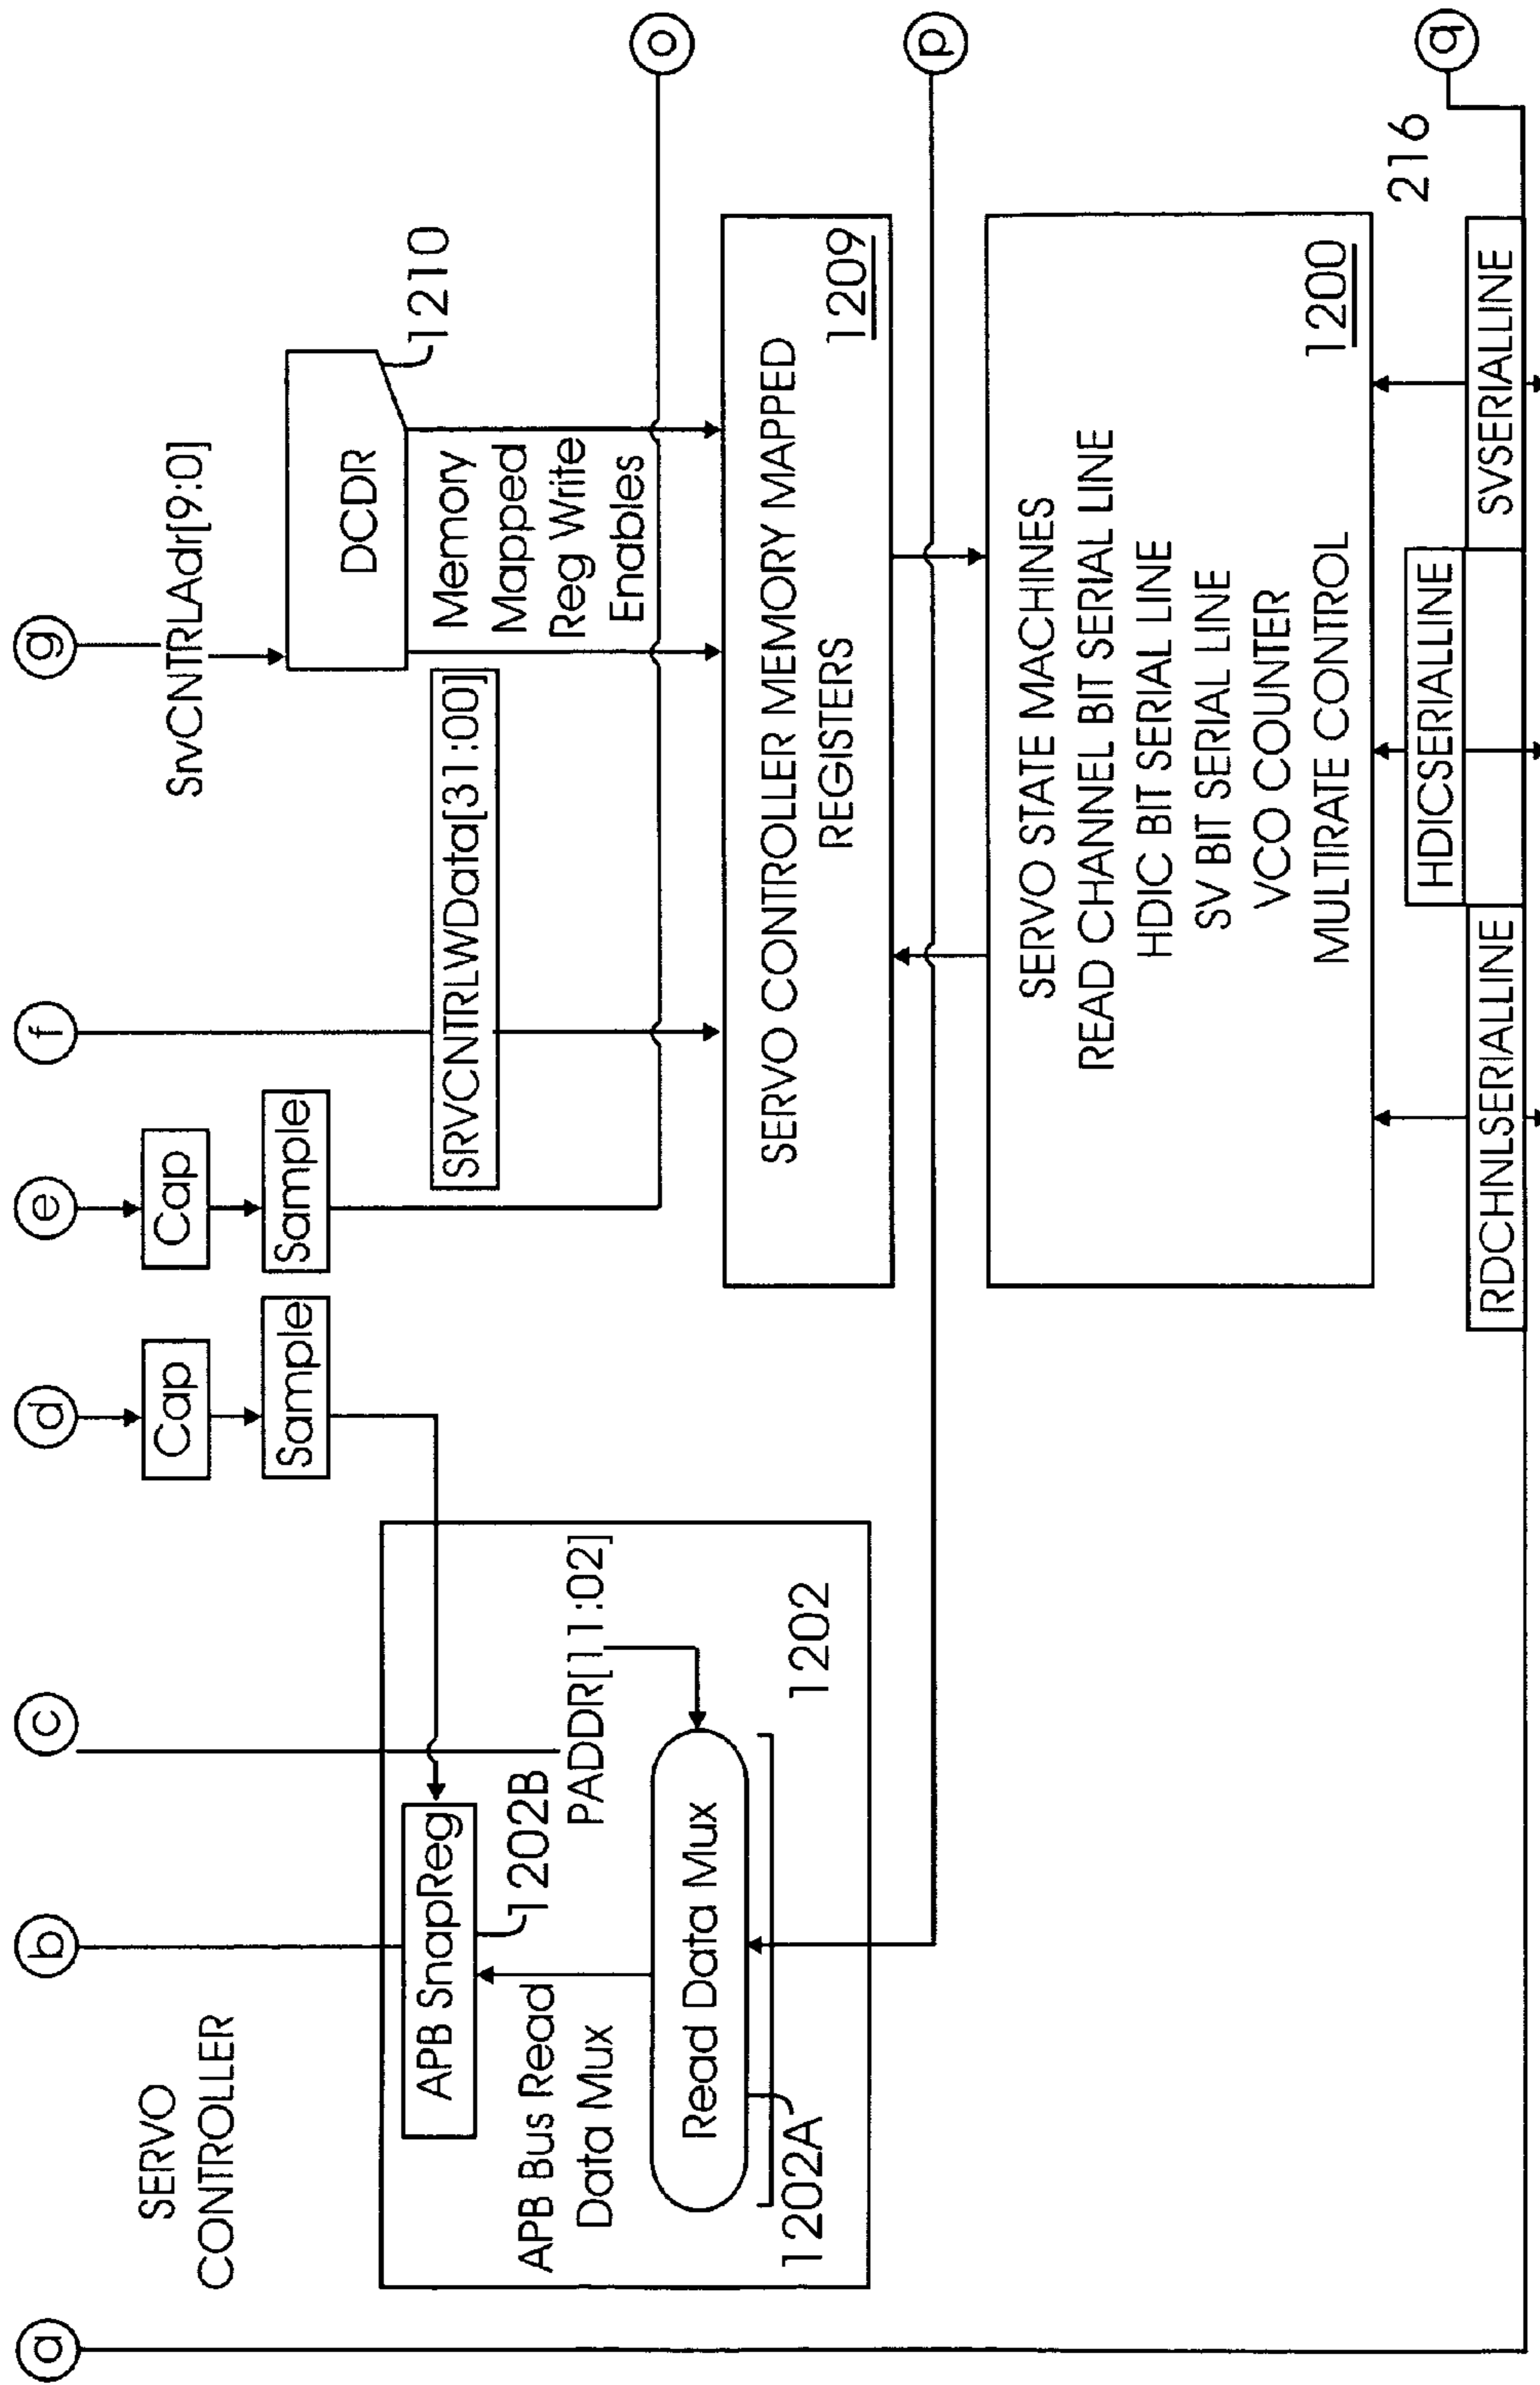 a
b
c
d
e
f
g
SERVO
CONTROLLER
Cap
Sample
Cap
Sample
SrvCNTRLAdr[9:0]
DCDR
1210
APB SnapReg
1202B
APB Bus Read
Data Mux
PADDR[11:02]
Read Data Mux
1202A
1202
SRVCNTRLWData[31:00]
Memory
Mapped
Reg Write
Enables
o
SERVO CONTROLLER MEMORY MAPPED
REGISTERS
1209
p
SERVO STATE MACHINES
READ CHANNEL BIT SERIAL LINE
HDIC BIT SERIAL LINE
SV BIT SERIAL LINE
VCO COUNTER
MULTIRATE CONTROL
1200
216
q
RDCHNLSERIALLINE
HDICSERIALLINE
SVSERIALLINE